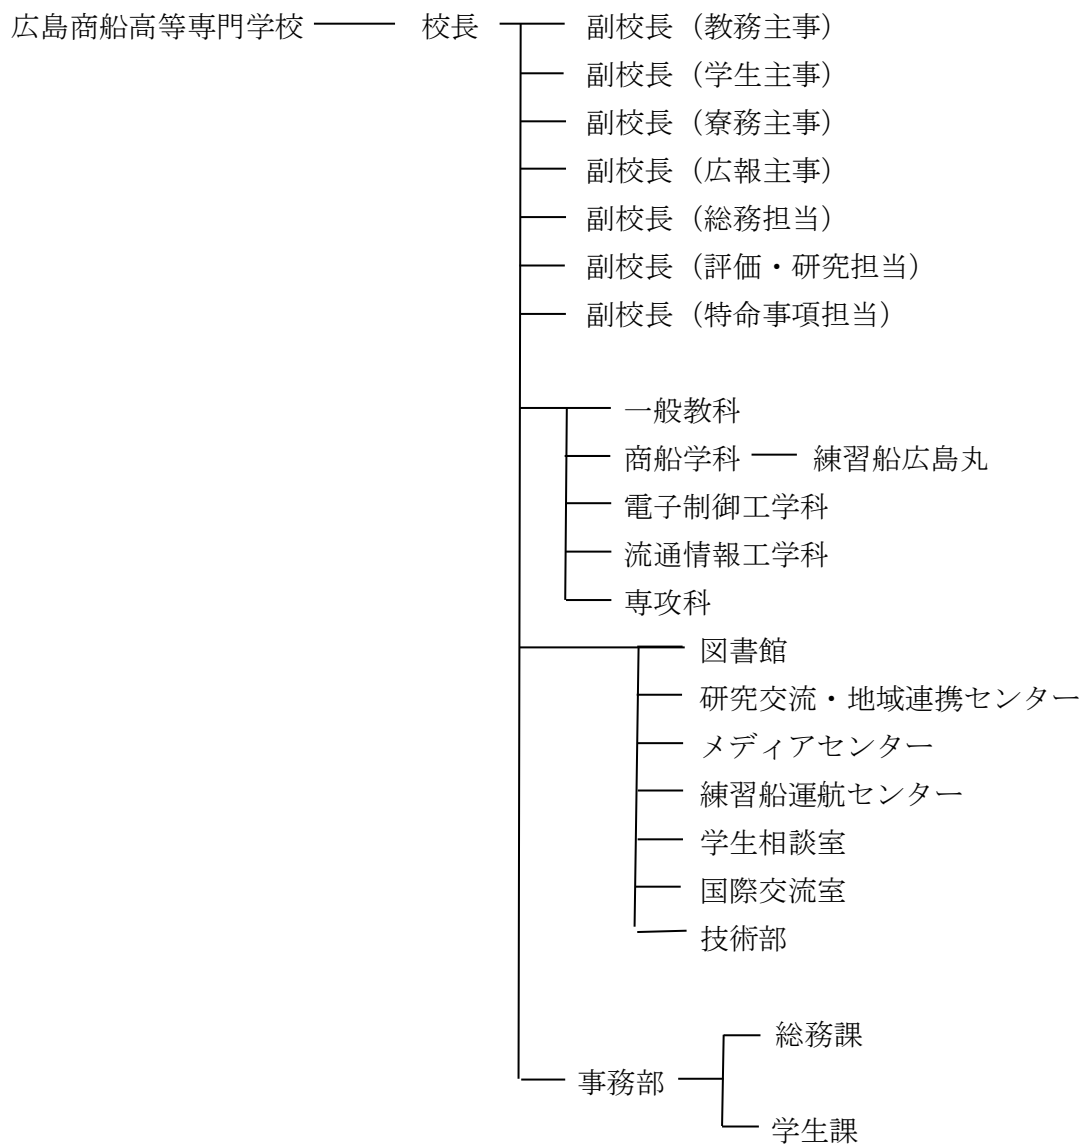 広島商船高等専門学校 校長 副校長（教務主事）
副校長（学生主事）
副校長（寮務主事）
副校長（広報主事）
副校長（総務担当）
副校長（評価・研究担当）
副校長（特命事項担当）
一般教科
商船学科 練習船広島丸
電子制御工学科
流通情報工学科
専攻科
図書館
研究交流・地域連携センター
メディアセンター
練習船運航センター
学生相談室
国際交流室
技術部
総務課
事務部
学生課